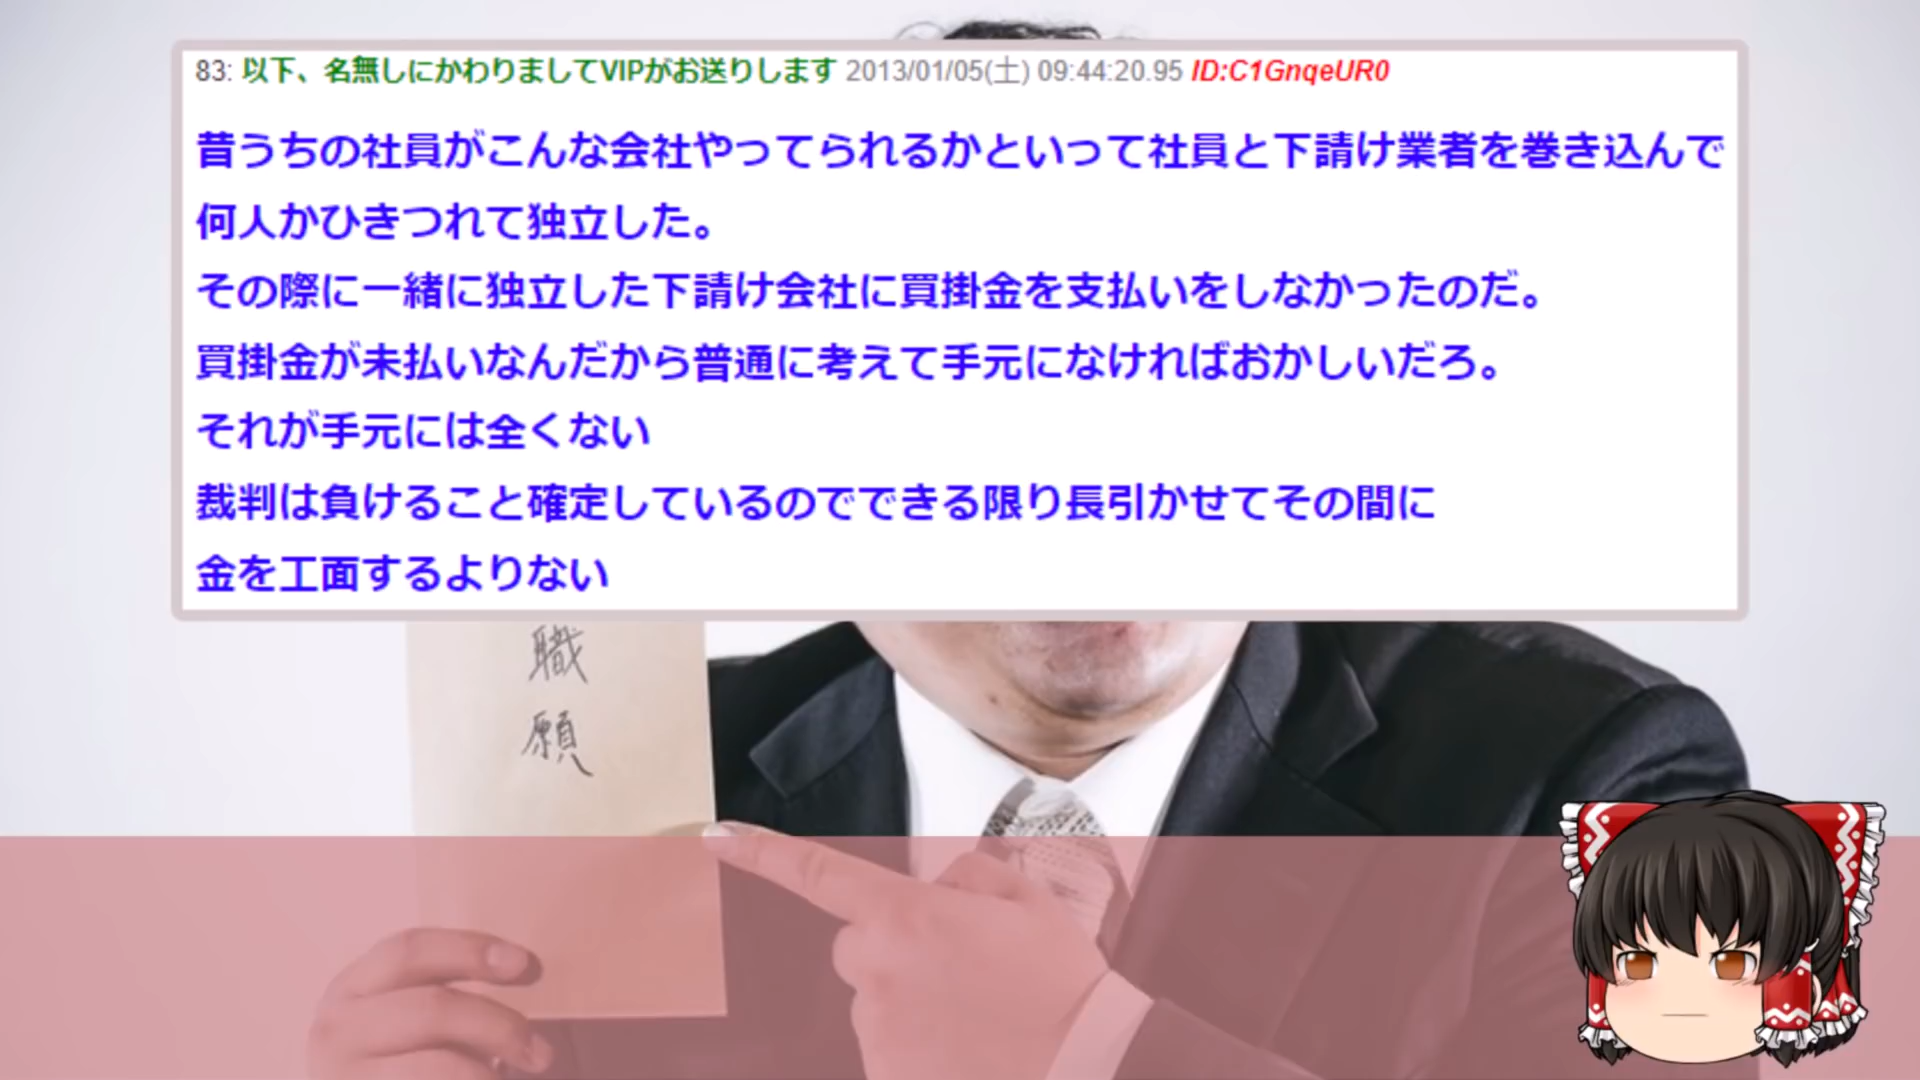 83: 以下、名無しにかわりましてVIPがお送りします 2013/01/05(土) 09:44:20.95 ID:C1GnqeUR0
昔うちの社員がこんな会社やってられるかといって社員と下請け業者を巻き込んで
何人かひきつれて独立した。
その際に一緒に独立した下請け会社に買掛金を支払いをしなかったのだ。
買掛金が未払いなんだから普通に考えて手元になければおかしいだろ。
それが手元には全くない
裁判は負けること確定しているのでできる限り長引かせてその間に
金を工面するよりない
職
願